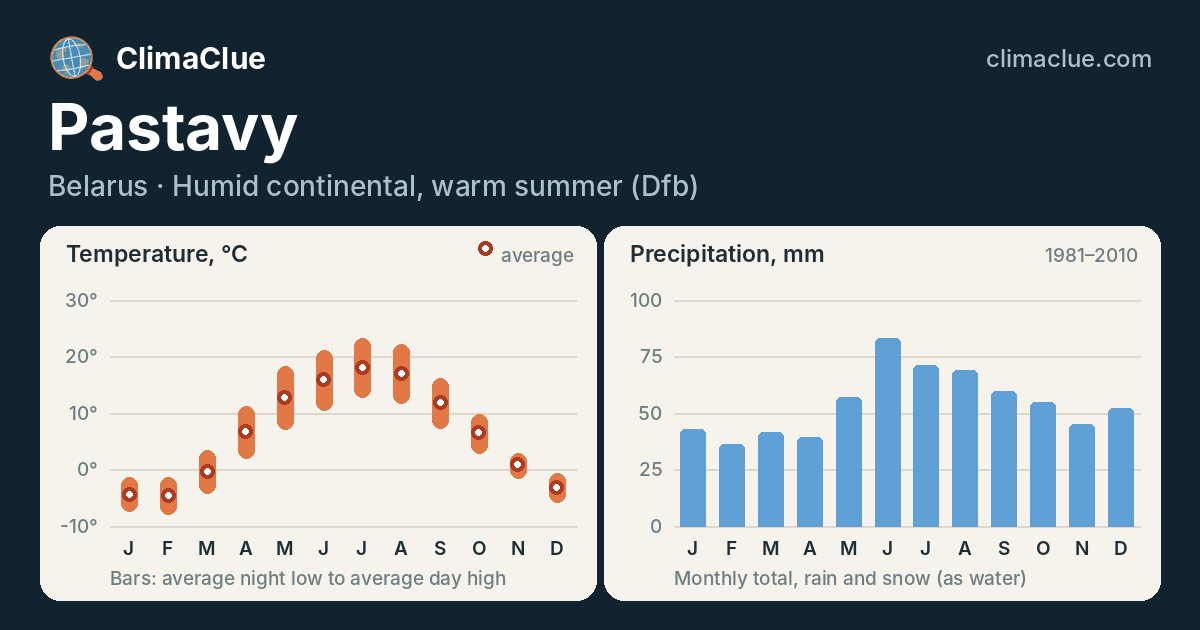 ClimaClue
climaclue.com
Pastavy
Belarus · Humid continental, warm summer (Dfb)
Temperature, °C
average
30°
20°
10°
0°
-10°
J F M A M J J A S O N D
Bars: average night low to average day high
Precipitation, mm
1981–2010
100
75
50
25
0
J F M A M J J A S O N D
Monthly total, rain and snow (as water)